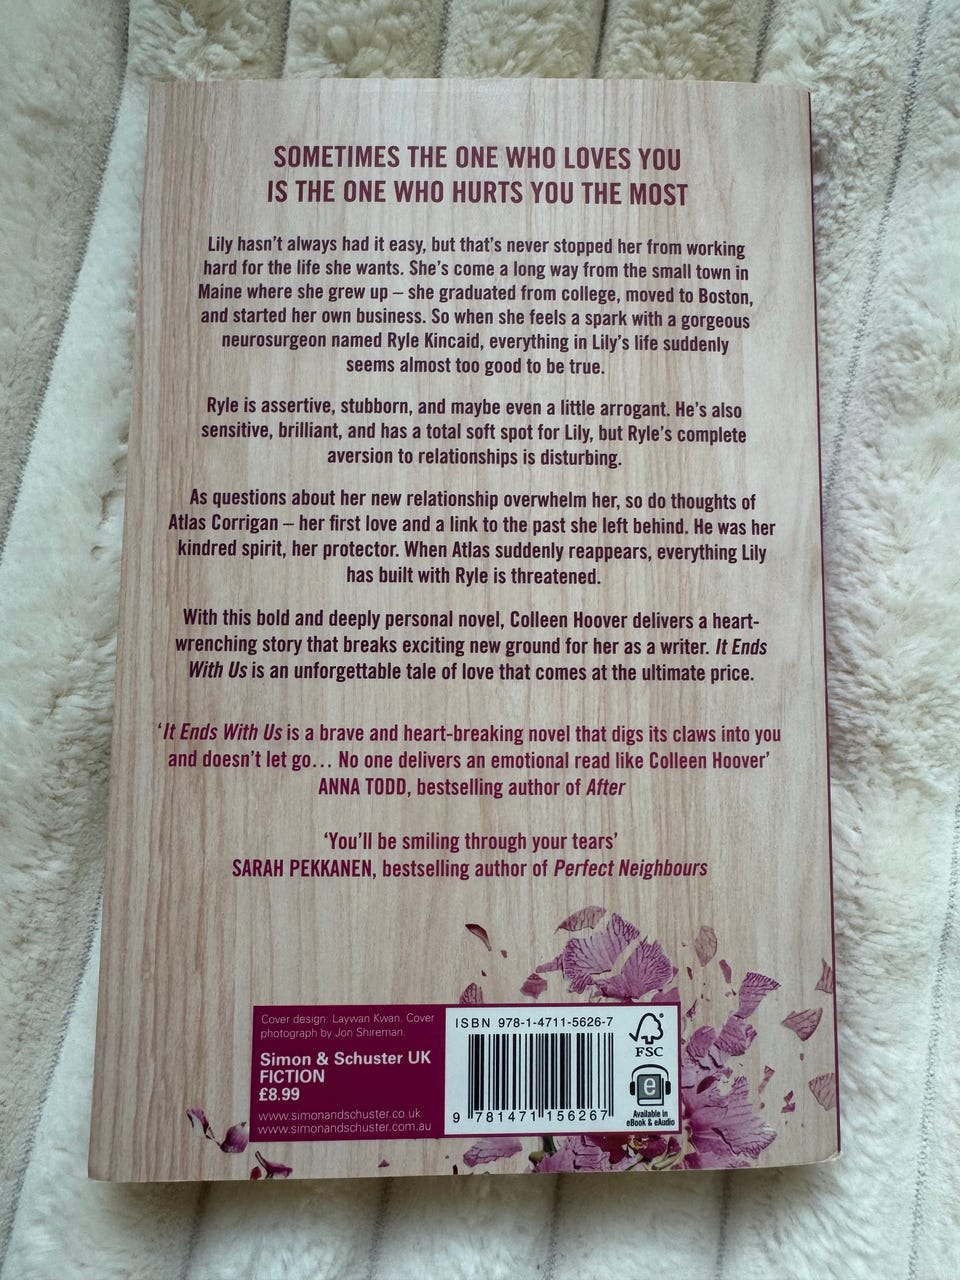 SOMETIMES THE ONE WHO LOVES YOU
IS THE ONE WHO HURTS YOU THE MOST
Lily hasn't always had it easy, but that's never stopped her from working
hard for the life she wants. She's come a long way from the small town in
Maine where she grew up – she graduated from college, moved to Boston,
and started her own business. So when she feels a spark with a gorgeous
neurosurgeon named Ryle Kincaid, everything in Lily's life suddenly
seems almost too good to be true.
Ryle is assertive, stubborn, and maybe even a little arrogant. He's also
sensitive, brilliant, and has a total soft spot for Lily, but Ryle's complete
aversion to relationships is disturbing.
As questions about her new relationship overwhelm her, so do thoughts of
Atlas Corrigan – her first love and a link to the past she left behind. He was her
kindred spirit, her protector. When Atlas suddenly reappears, everything Lily
has built with Ryle is threatened.
With this bold and deeply personal novel, Colleen Hoover delivers a heart-
wrenching story that breaks exciting new ground for her as a writer. It Ends
With Us is an unforgettable tale of love that comes at the ultimate price.
'It Ends With Us is a brave and heart-breaking novel that digs its claws into you
and doesn't let go… No one delivers an emotional read like Colleen Hoover'
ANNA TODD, bestselling author of After
'You'll be smiling through your tears'
SARAH PEKKANEN, bestselling author of Perfect Neighbours
Cover design: Laywan Kwan. Cover
photograph by Jon Shireman.
Simon & Schuster UK
FICTION
£8.99
www.simonandschuster.co.uk
www.simonandschuster.com.au
ISBN 978-1-4711-5626-7
9 781471 156267
FSC
e
Available in
eBook & eAudio